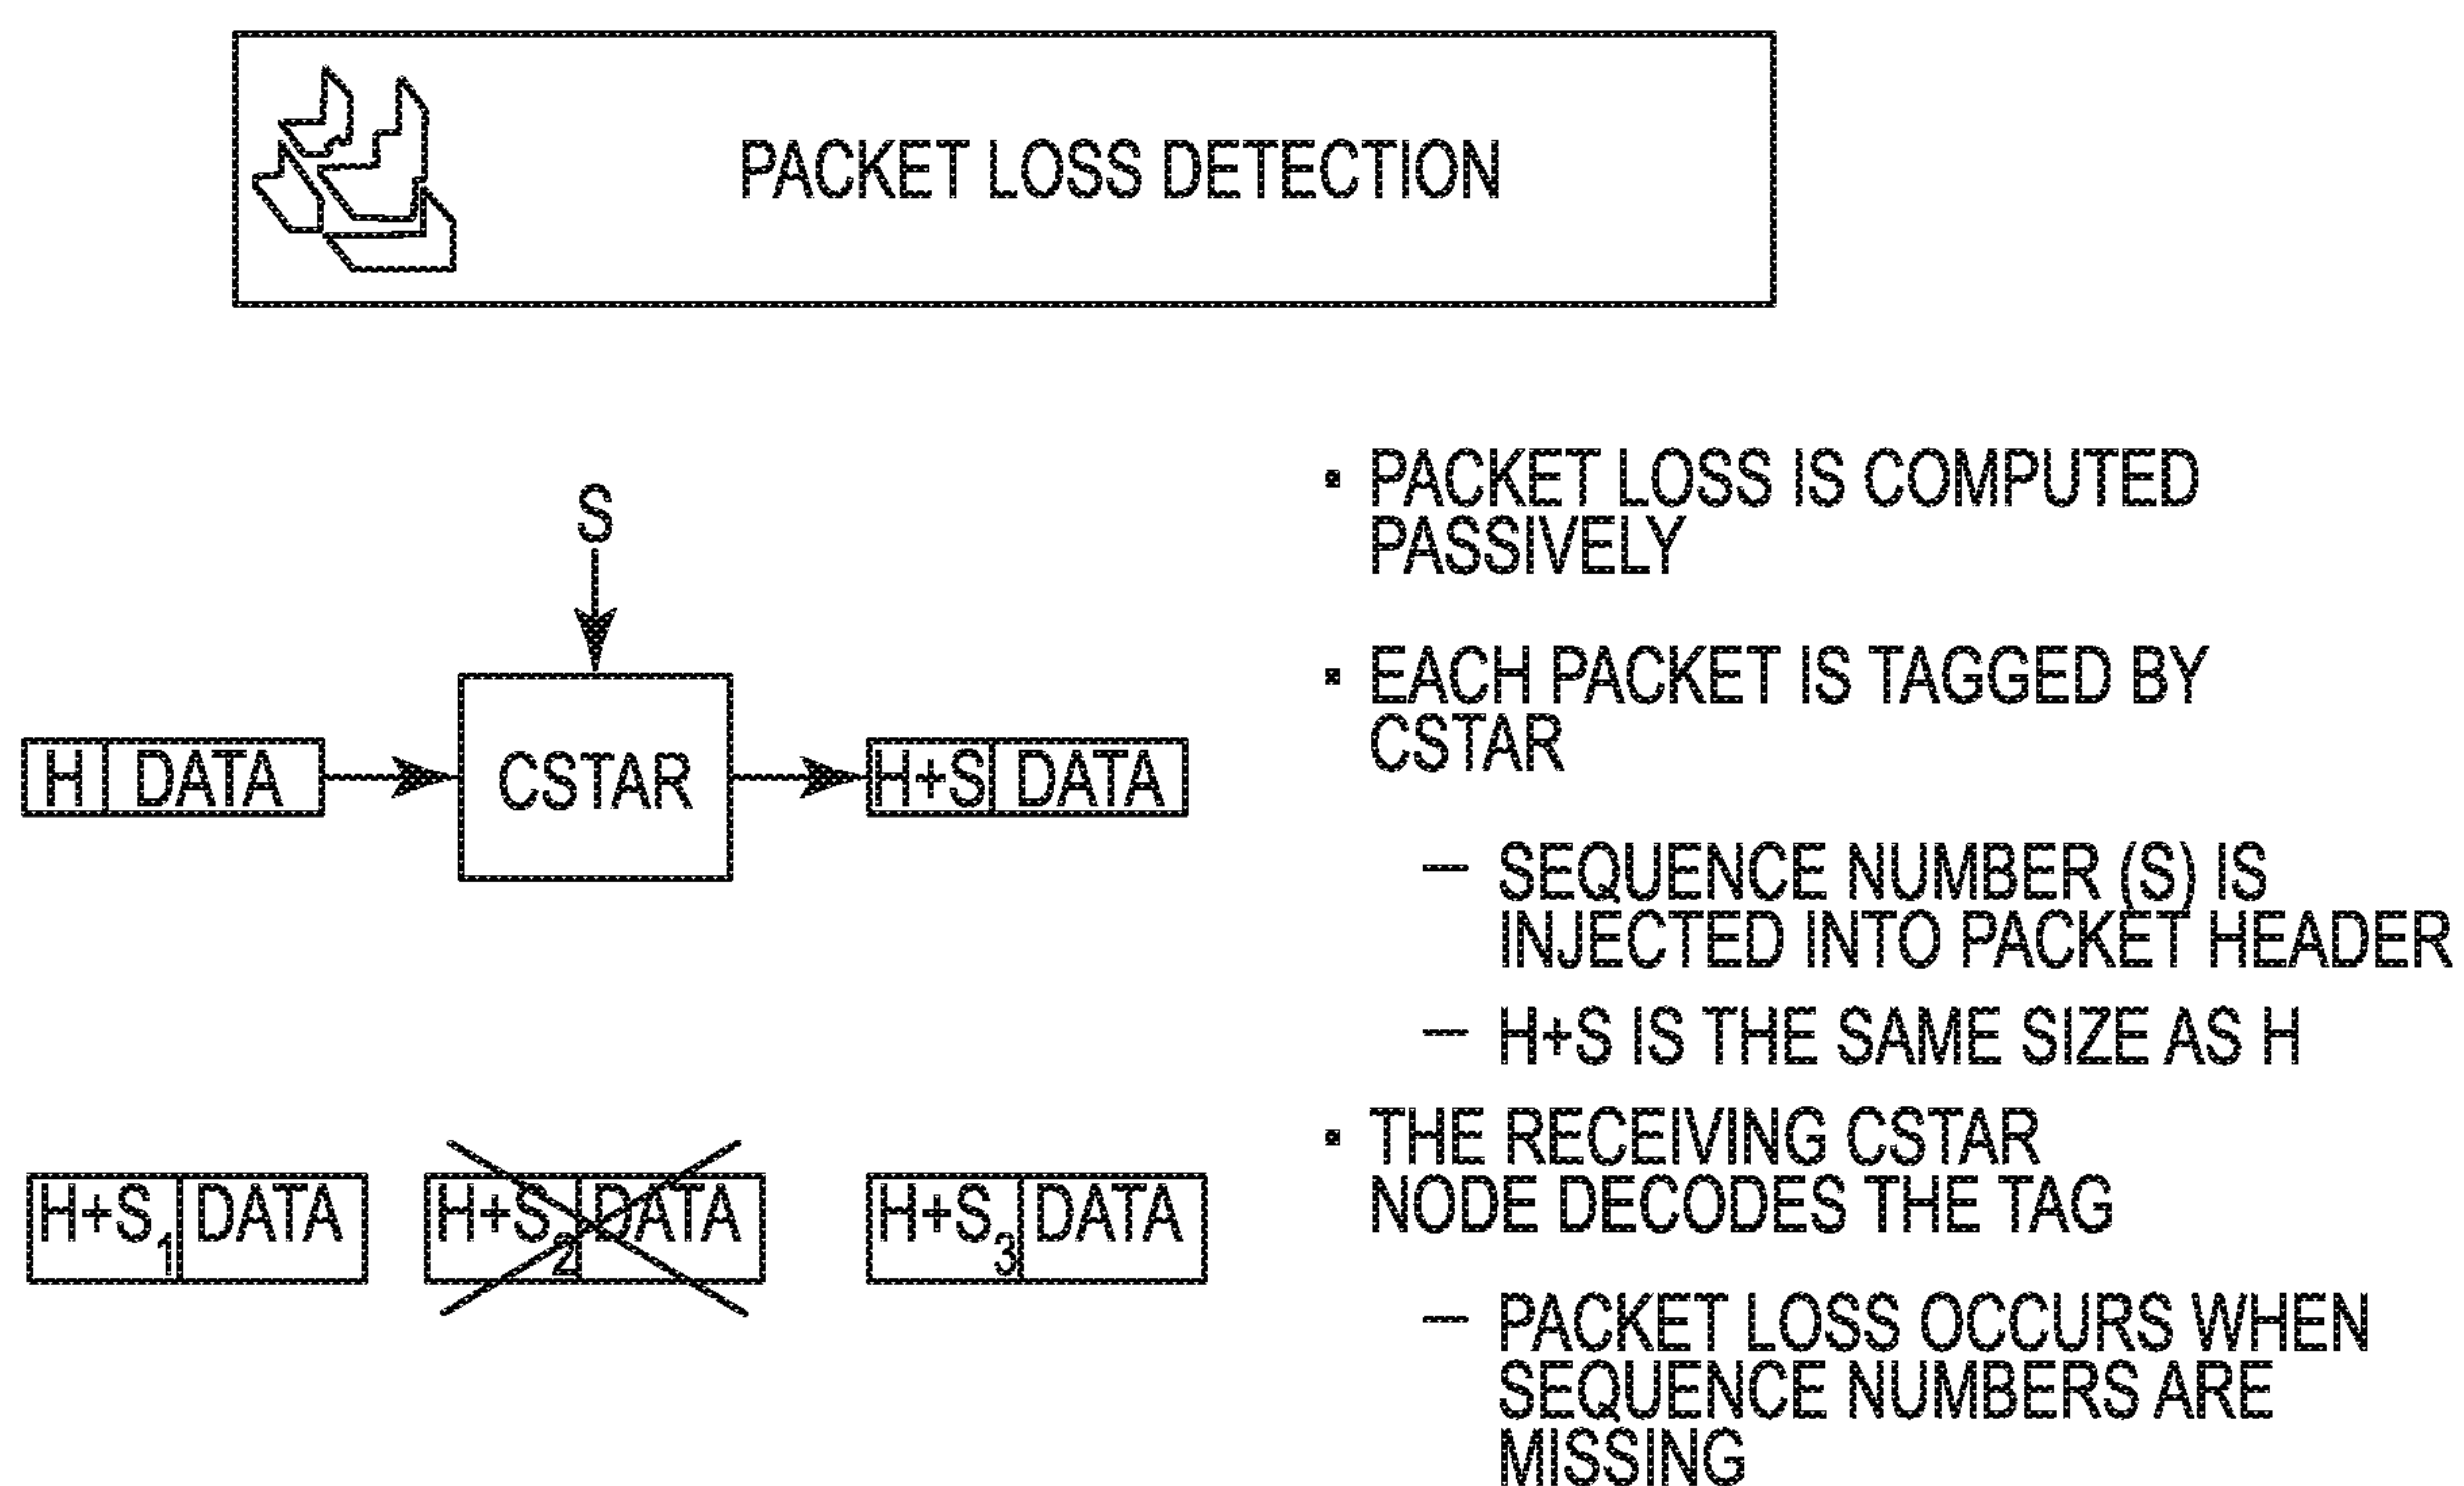 PACKET LOSS DETECTION
S
H DATA
CSTAR
H+S DATA
H+S1 DATA
H+S2 DATA
H+S3 DATA
▪ PACKET LOSS IS COMPUTED
PASSIVELY
▪ EACH PACKET IS TAGGED BY
CSTAR
— SEQUENCE NUMBER (S) IS
INJECTED INTO PACKET HEADER
— H+S IS THE SAME SIZE AS H
▪ THE RECEIVING CSTAR
NODE DECODES THE TAG
— PACKET LOSS OCCURS WHEN
SEQUENCE NUMBERS ARE
MISSING